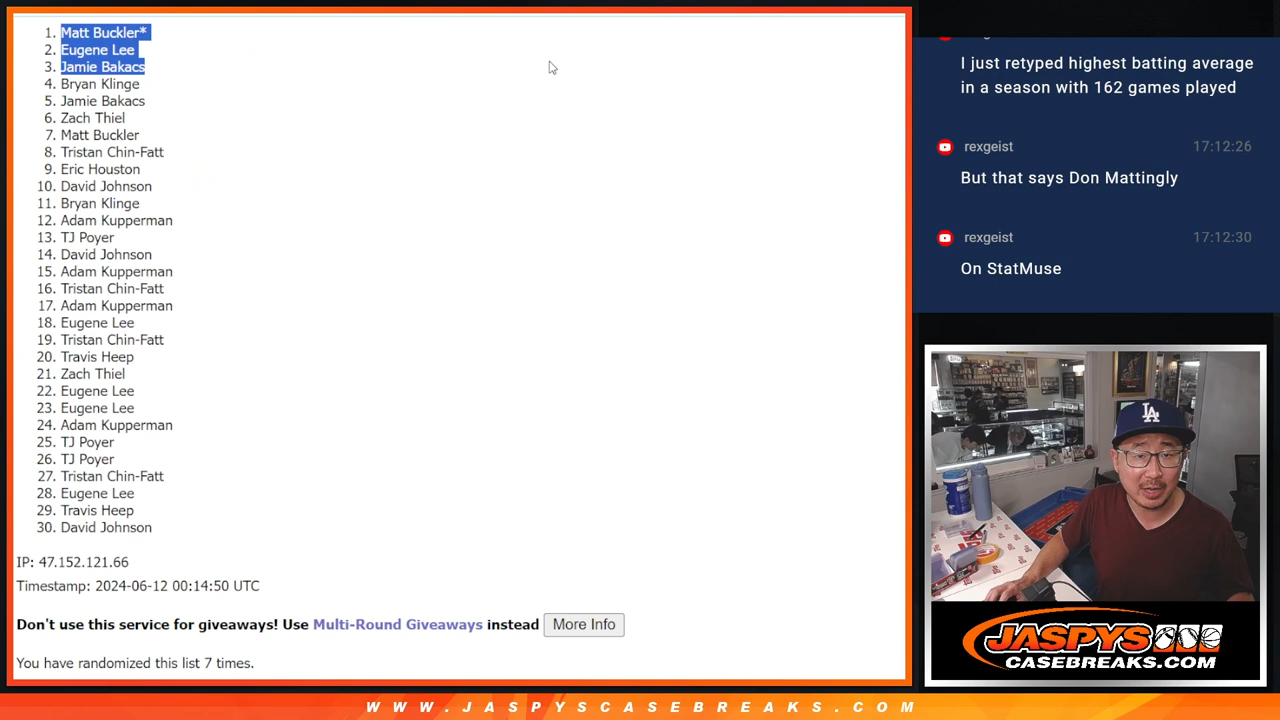 1. Matt Buckler*
2. Eugene Lee
3. Jamie Bakacs
4. Bryan Klinge
5. Jamie Bakacs
6. Zach Thiel
7. Matt Buckler
8. Tristan Chin-Fatt
9. Eric Houston
10. David Johnson
11. Bryan Klinge
12. Adam Kupperman
13. TJ Poyer
14. David Johnson
15. Adam Kupperman
16. Tristan Chin-Fatt
17. Adam Kupperman
18. Eugene Lee
19. Tristan Chin-Fatt
20. Travis Heep
21. Zach Thiel
22. Eugene Lee
23. Eugene Lee
24. Adam Kupperman
25. TJ Poyer
26. TJ Poyer
27. Tristan Chin-Fatt
28. Eugene Lee
29. Travis Heep
30. David Johnson
IP: 47.152.121.66
Timestamp: 2024-06-12 00:14:50 UTC
Don't use this service for giveaways! Use Multi-Round Giveaways instead More Info
You have randomized this list 7 times.
I just retyped highest batting average
in a season with 162 games played
rexgeist 17:12:26
But that says Don Mattingly
rexgeist 17:12:30
On StatMuse
LA
JASPYS
CASEBREAKS.COM
WWW.JASPYSCASEBREAKS.COM